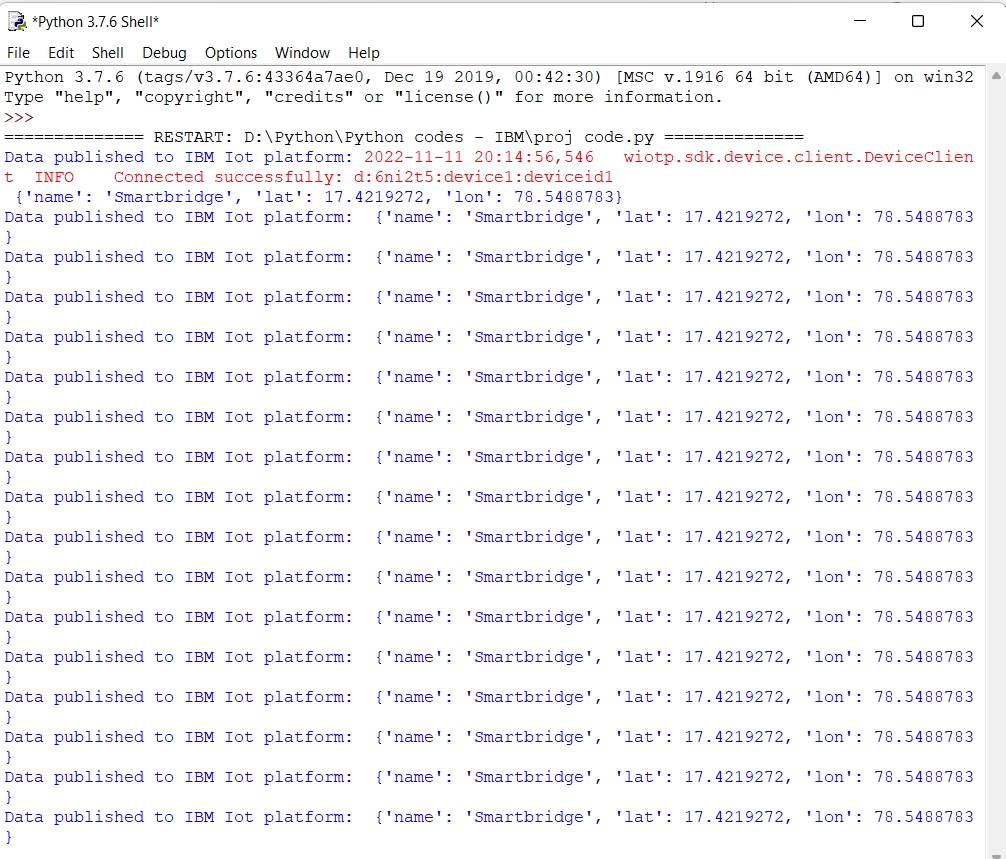 *Python 3.7.6 Shell*
File Edit Shell Debug Options Window Help
Python 3.7.6 (tags/v3.7.6:43364a7ae0, Dec 19 2019, 00:42:30) [MSC v.1916 64 bit (AMD64)] on win32
Type "help", "copyright", "credits" or "license()" for more information.
>>>
============== RESTART: D:\Python\Python codes - IBM\proj code.py ==============
Data published to IBM Iot platform: 2022-11-11 20:14:56,546   wiotp.sdk.device.client.DeviceClien
t  INFO    Connected successfully: d:6ni2t5:device1:deviceid1
 {'name': 'Smartbridge', 'lat': 17.4219272, 'lon': 78.5488783}
Data published to IBM Iot platform:  {'name': 'Smartbridge', 'lat': 17.4219272, 'lon': 78.5488783
}
Data published to IBM Iot platform:  {'name': 'Smartbridge', 'lat': 17.4219272, 'lon': 78.5488783
}
Data published to IBM Iot platform:  {'name': 'Smartbridge', 'lat': 17.4219272, 'lon': 78.5488783
}
Data published to IBM Iot platform:  {'name': 'Smartbridge', 'lat': 17.4219272, 'lon': 78.5488783
}
Data published to IBM Iot platform:  {'name': 'Smartbridge', 'lat': 17.4219272, 'lon': 78.5488783
}
Data published to IBM Iot platform:  {'name': 'Smartbridge', 'lat': 17.4219272, 'lon': 78.5488783
}
Data published to IBM Iot platform:  {'name': 'Smartbridge', 'lat': 17.4219272, 'lon': 78.5488783
}
Data published to IBM Iot platform:  {'name': 'Smartbridge', 'lat': 17.4219272, 'lon': 78.5488783
}
Data published to IBM Iot platform:  {'name': 'Smartbridge', 'lat': 17.4219272, 'lon': 78.5488783
}
Data published to IBM Iot platform:  {'name': 'Smartbridge', 'lat': 17.4219272, 'lon': 78.5488783
}
Data published to IBM Iot platform:  {'name': 'Smartbridge', 'lat': 17.4219272, 'lon': 78.5488783
}
Data published to IBM Iot platform:  {'name': 'Smartbridge', 'lat': 17.4219272, 'lon': 78.5488783
}
Data published to IBM Iot platform:  {'name': 'Smartbridge', 'lat': 17.4219272, 'lon': 78.5488783
}
Data published to IBM Iot platform:  {'name': 'Smartbridge', 'lat': 17.4219272, 'lon': 78.5488783
}
Data published to IBM Iot platform:  {'name': 'Smartbridge', 'lat': 17.4219272, 'lon': 78.5488783
}
Data published to IBM Iot platform:  {'name': 'Smartbridge', 'lat': 17.4219272, 'lon': 78.5488783
}